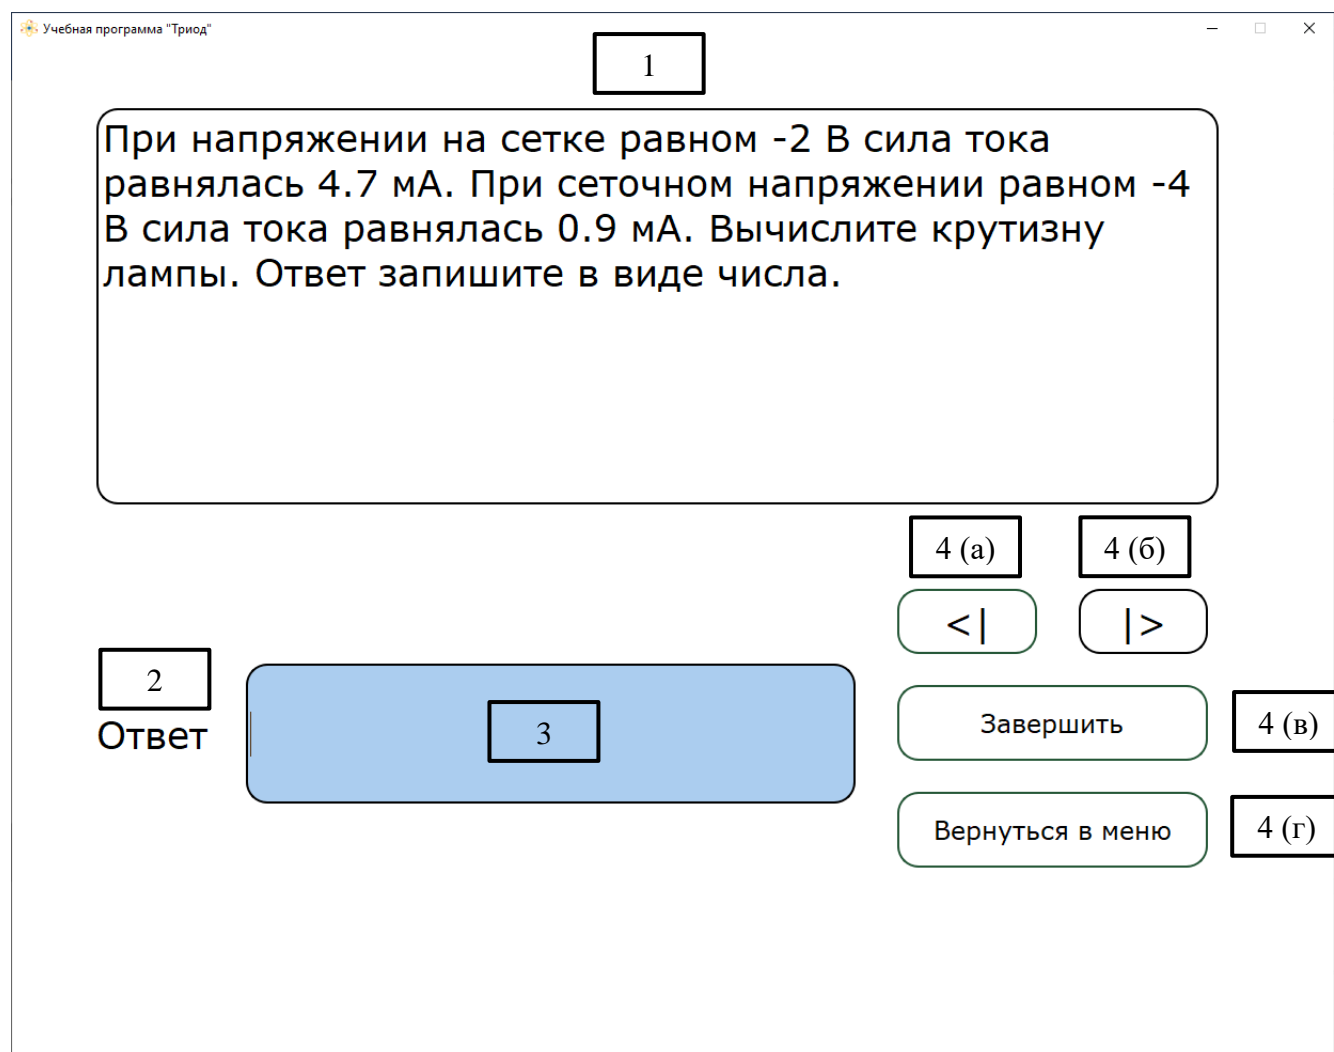 Учебная программа "Триод"
1
При напряжении на сетке равном -2 В сила тока
равнялась 4.7 мА. При сеточном напряжении равном -4
В сила тока равнялась 0.9 мА. Вычислите крутизну
лампы. Ответ запишите в виде числа.
4 (а)
4 (б)
<|
|>
2
Ответ
3
Завершить
4 (в)
Вернуться в меню
4 (г)